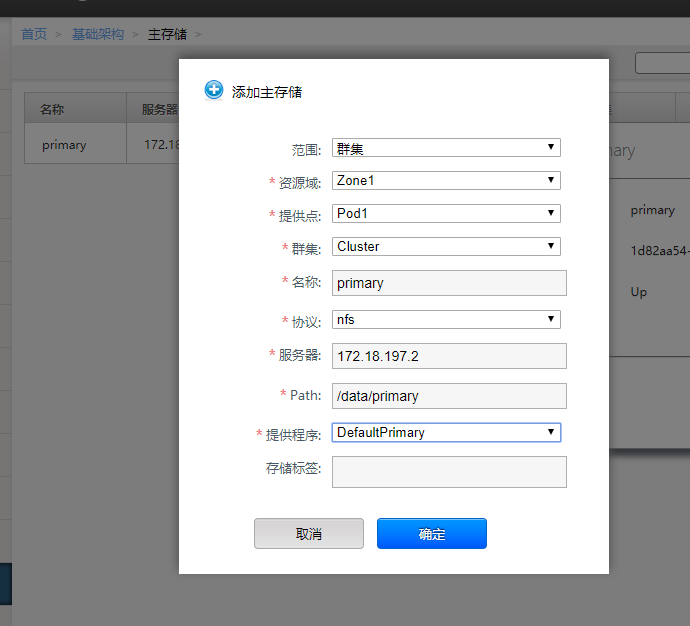 首页 > 基础架构 > 主存储 >
添加主存储
名称 服务器
primary 172.18
范围: 群集
* 资源域: Zone1
* 提供点: Pod1
* 群集: Cluster
* 名称: primary
* 协议: nfs
* 服务器: 172.18.197.2
* Path: /data/primary
* 提供程序: DefaultPrimary
存储标签:
取消 确定
primary
1d82aa54-
Up